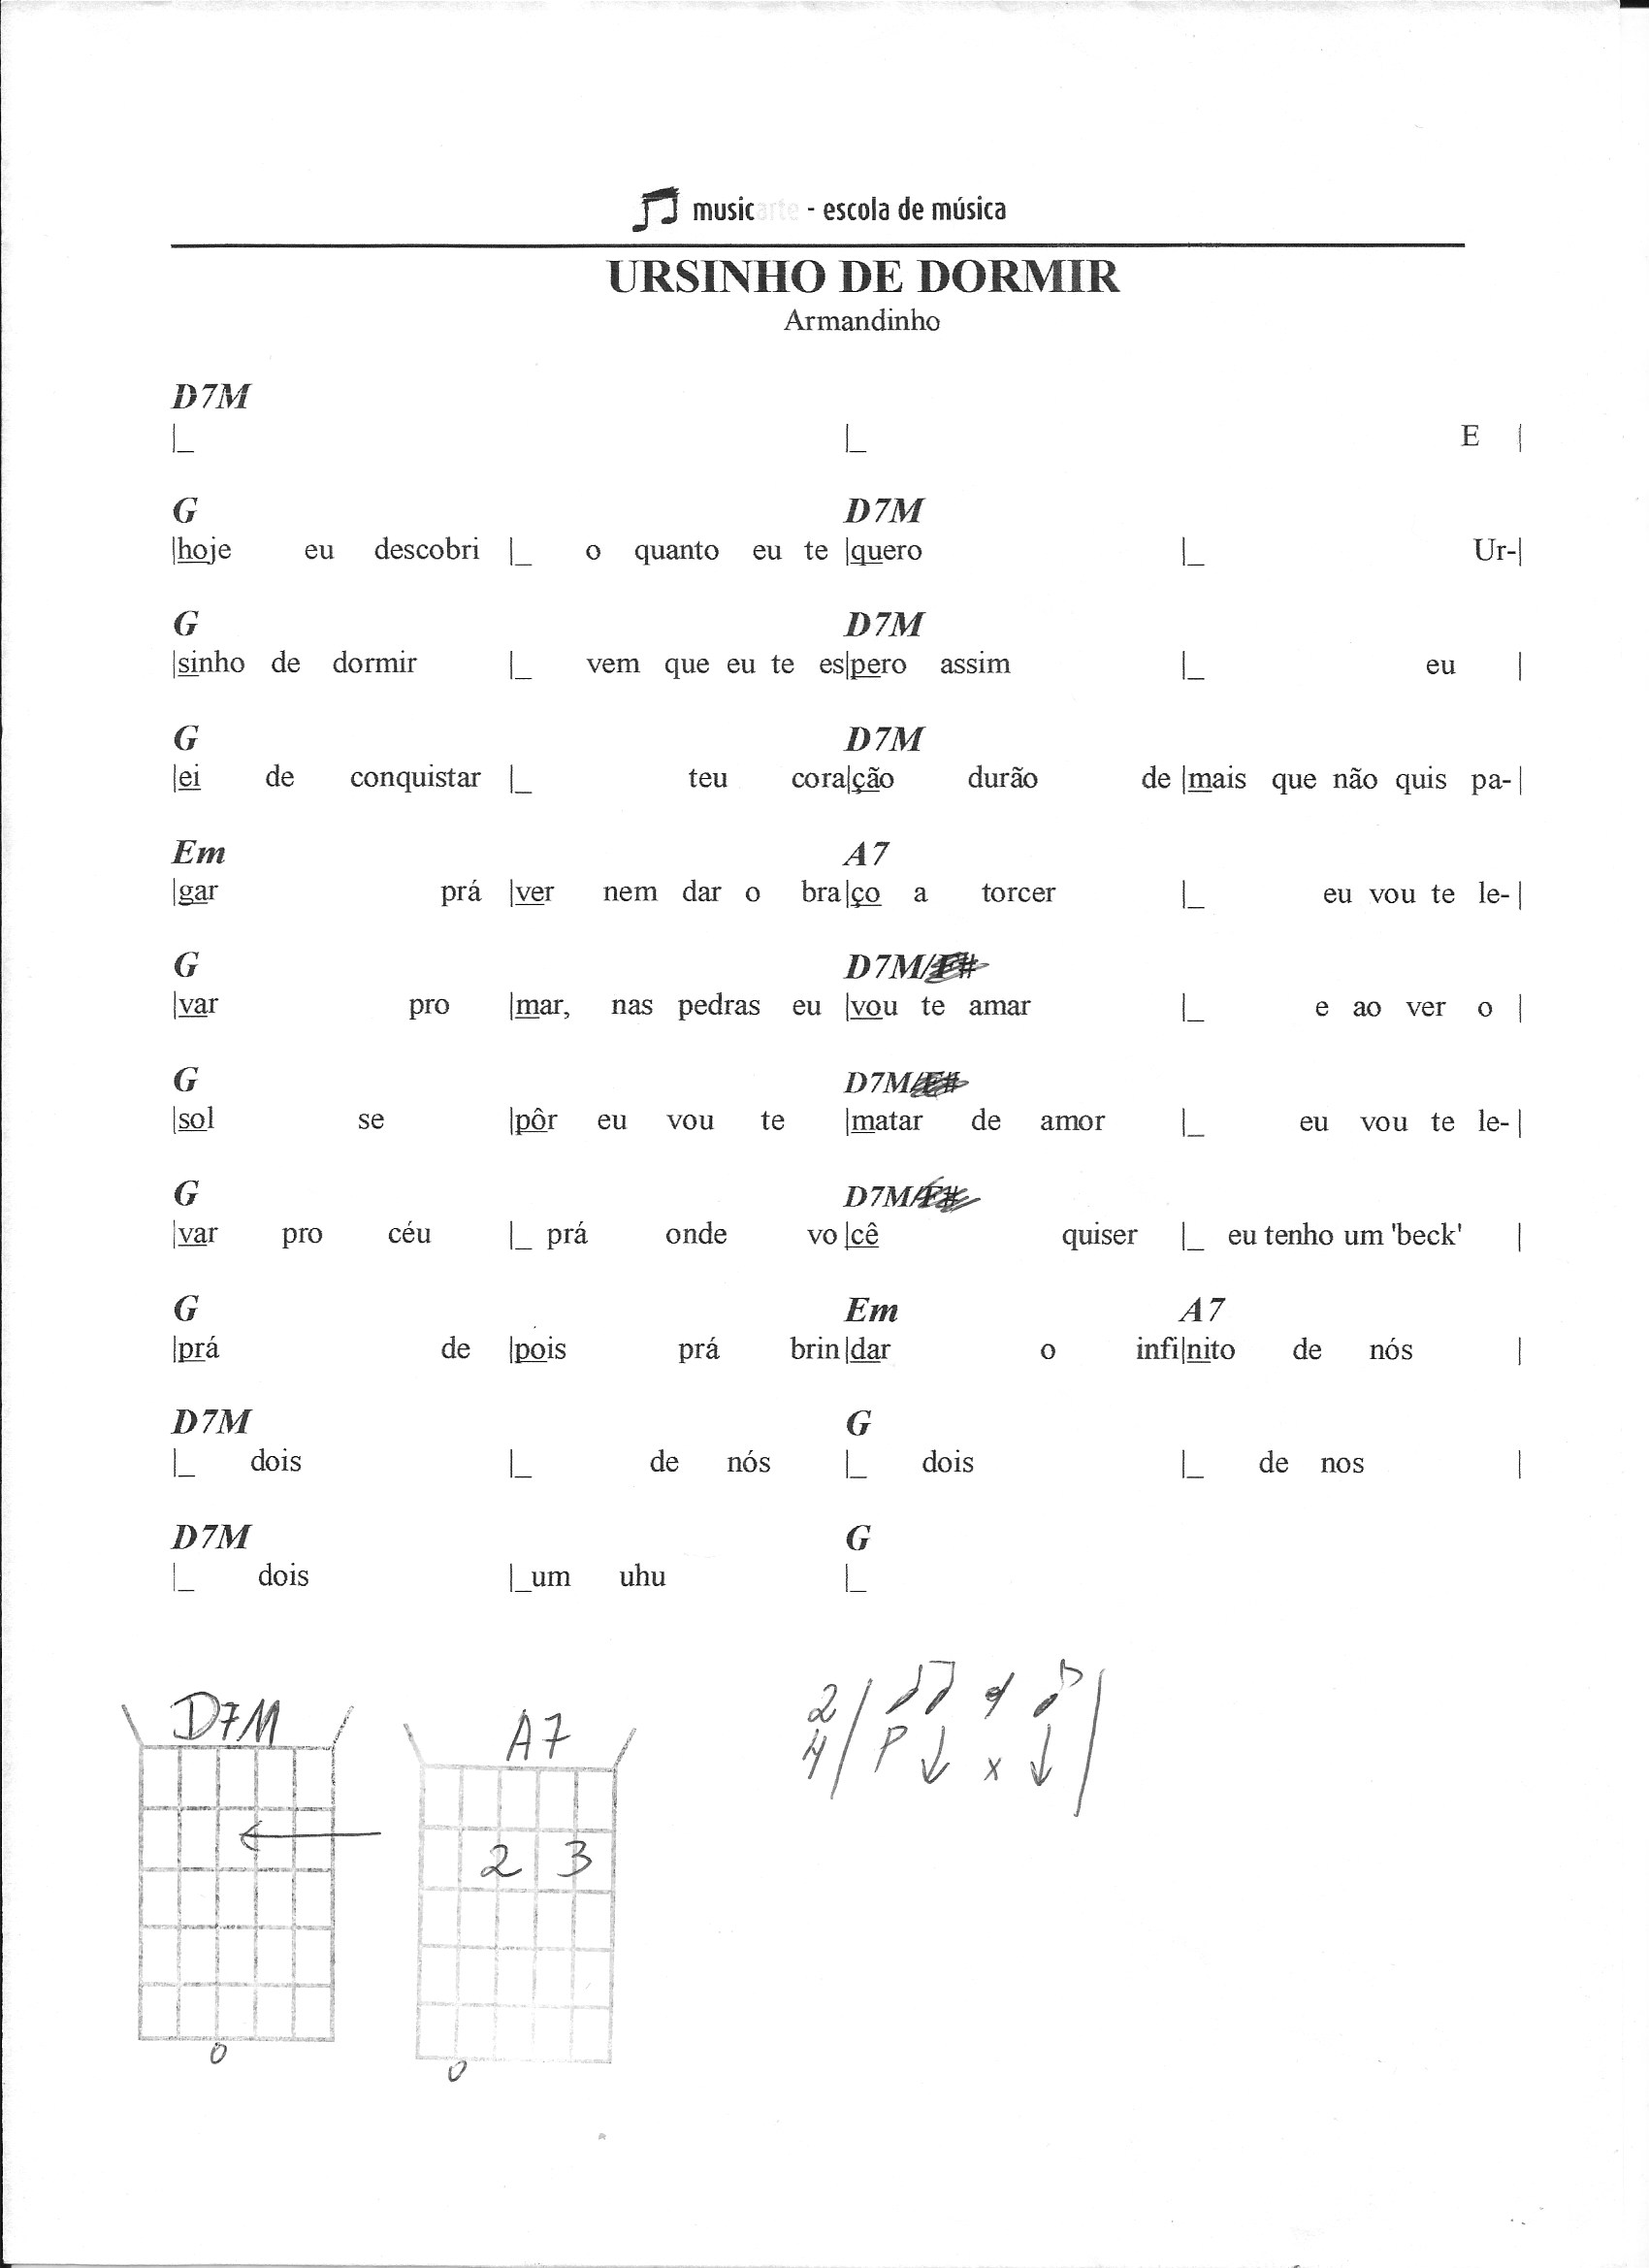 musicarte - escola de música
URSINHO DE DORMIR
Armandinho
D7M
|_ |_ E |
G D7M
|hoje eu descobri |_ o quanto eu te |quero |_ Ur-|
G D7M
|sinho de dormir |_ vem que eu te es|pero assim |_ eu |
G D7M
|ei de conquistar |_ teu cora|ção durão de |mais que não quis pa-|
Em A7
|gar prá |ver nem dar o bra|ço a torcer |_ eu vou te le-|
G D7M/F#
|var pro |mar, nas pedras eu |vou te amar |_ e ao ver o |
G D7M/F#
|sol se |pôr eu vou te |matar de amor |_ eu vou te le-|
G D7M/F#
|var pro céu |_ prá onde vo|cê quiser |_ eu tenho um 'beck' |
G Em A7
|prá de |pois prá brin|dar o infi|nito de nós |
D7M G
|_ dois |_ de nós |_ dois |_ de nos |
D7M G
|_ dois |_um uhu |_
D7M A7
2 3
0 0
2
4 P ↓ x ↓